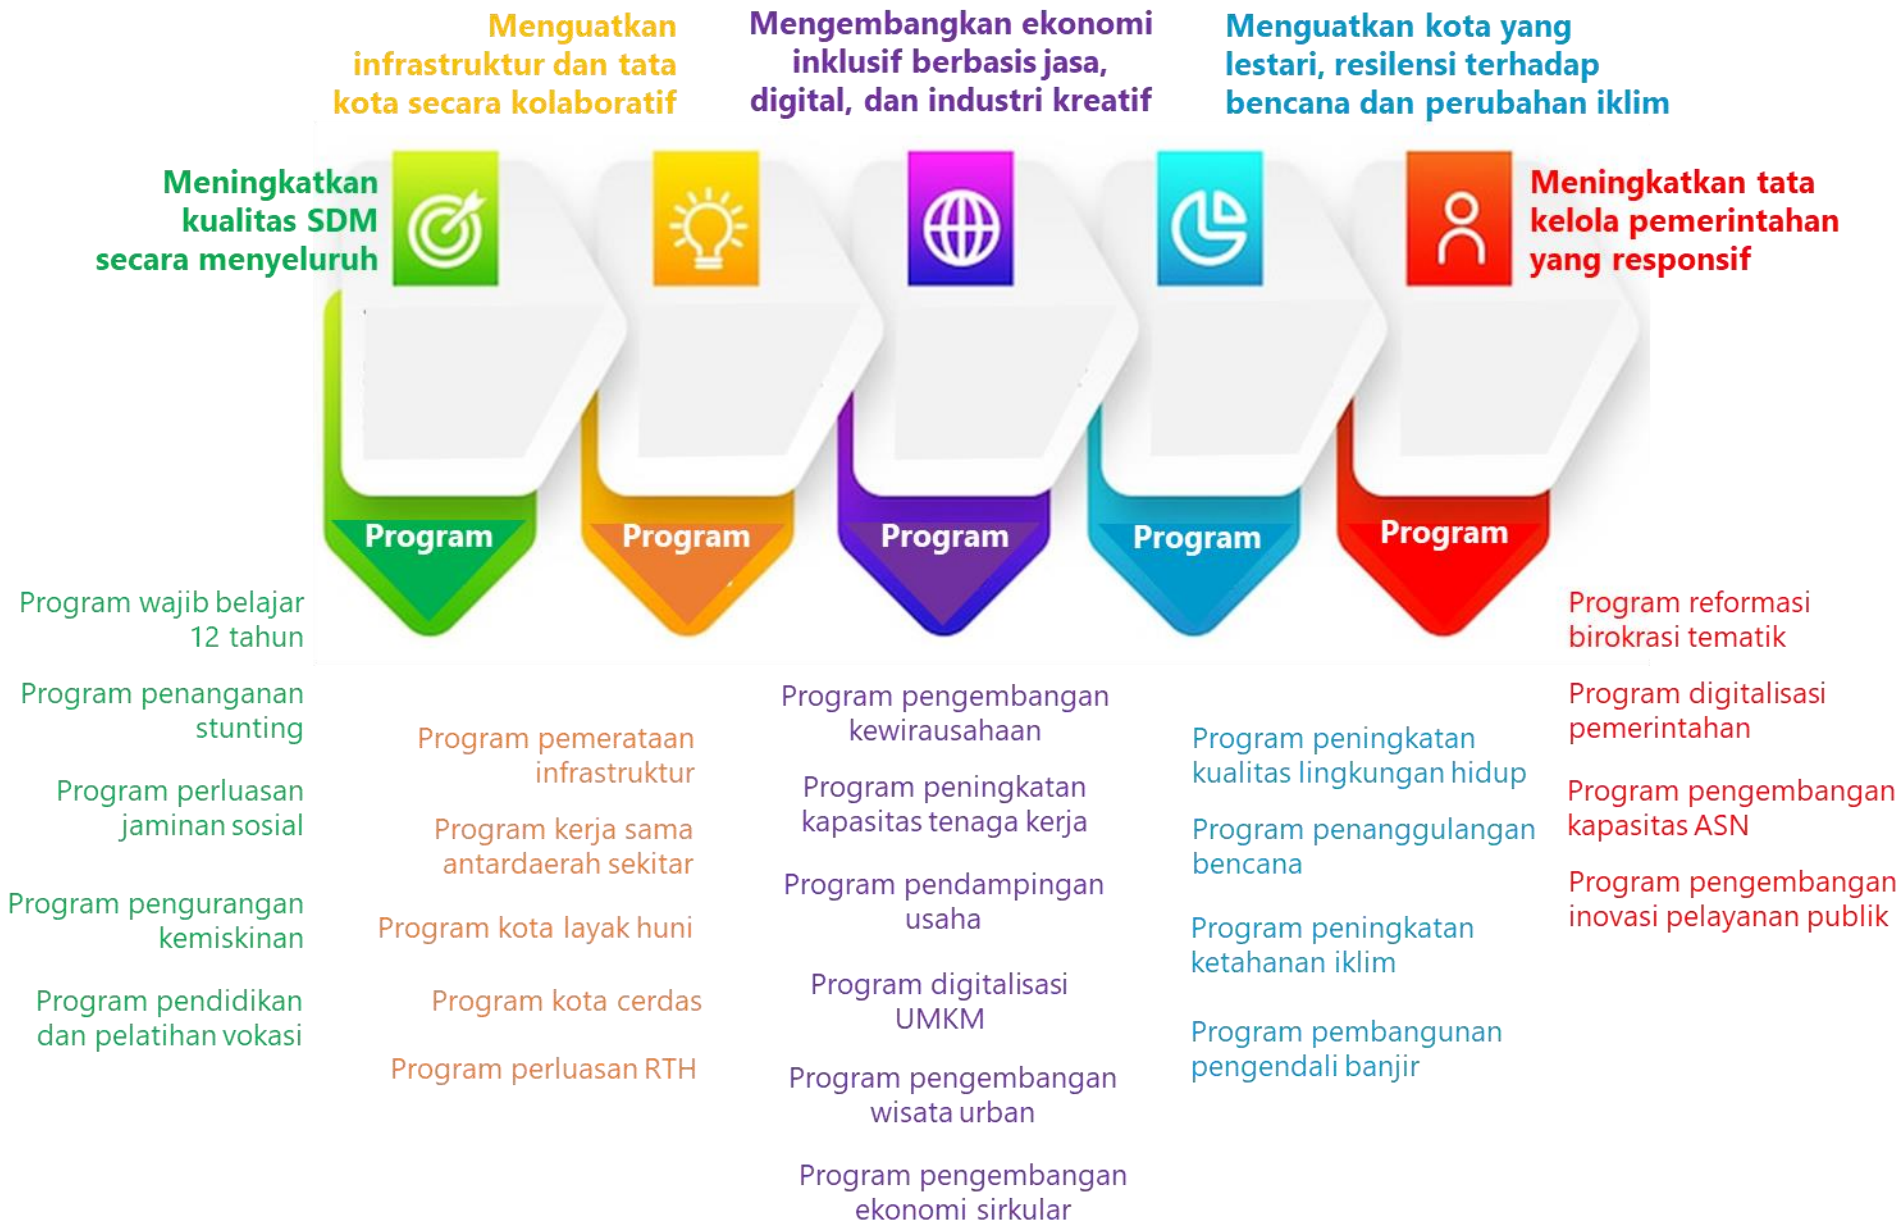 Menguatkan
infrastruktur dan tata
kota secara kolaboratif
Mengembangkan ekonomi
inklusif berbasis jasa,
digital, dan industri kreatif
Menguatkan kota yang
lestari, resilensi terhadap
bencana dan perubahan iklim
Meningkatkan
kualitas SDM
secara menyeluruh
Meningkatkan tata
kelola pemerintahan
yang responsif
Program
Program
Program
Program
Program
Program wajib belajar
12 tahun
Program penanganan
stunting
Program perluasan
jaminan sosial
Program pengurangan
kemiskinan
Program pendidikan
dan pelatihan vokasi
Program pemerataan
infrastruktur
Program kerja sama
antardaerah sekitar
Program kota layak huni
Program kota cerdas
Program perluasan RTH
Program pengembangan
kewirausahaan
Program peningkatan
kapasitas tenaga kerja
Program pendampingan
usaha
Program digitalisasi
UMKM
Program pengembangan
wisata urban
Program pengembangan
ekonomi sirkular
Program peningkatan
kualitas lingkungan hidup
Program penanggulangan
bencana
Program peningkatan
ketahanan iklim
Program pembangunan
pengendali banjir
Program reformasi
birokrasi tematik
Program digitalisasi
pemerintahan
Program pengembangan
kapasitas ASN
Program pengembangan
inovasi pelayanan publik